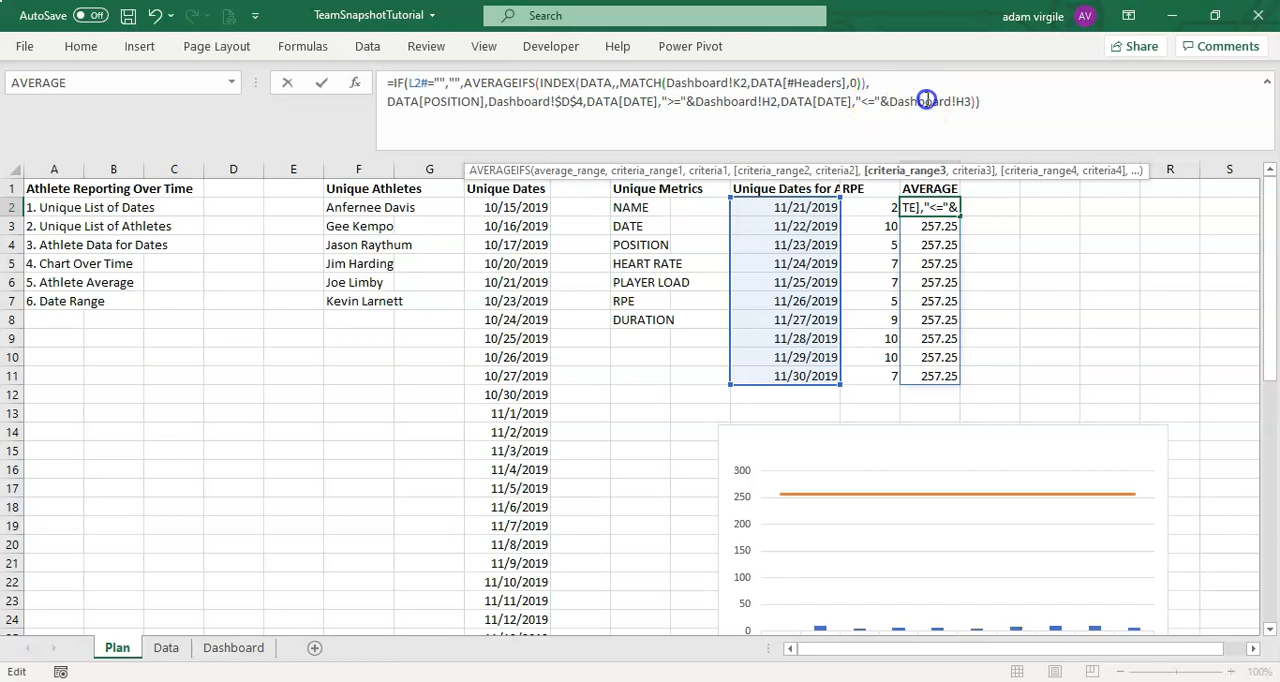 AutoSave Off TeamSnapshotTutorial Search adam virgile AV
File Home Insert Page Layout Formulas Data Review View Developer Help Power Pivot Share Comments
AVERAGE fx =IF(L2#="","",AVERAGEIFS(INDEX(DATA,,MATCH(Dashboard!K2,DATA[#Headers],0)),
DATA[POSITION],Dashboard!$D$4,DATA[DATE],">="&Dashboard!H2,DATA[DATE],"<="&Dashboard!H3))
AVERAGEIFS(average_range, criteria_range1, criteria1, [criteria_range2, criteria2], [criteria_range3, criteria3], [criteria_range4, criteria4], ...)
A B C D E F G R S
1 Athlete Reporting Over Time Unique Athletes Unique Dates Unique Metrics Unique Dates for A RPE AVERAGE
2 1. Unique List of Dates Anfernee Davis 10/15/2019 NAME 11/21/2019 2 TE],"<="&
3 2. Unique List of Athletes Gee Kempo 10/16/2019 DATE 11/22/2019 10 257.25
4 3. Athlete Data for Dates Jason Raythum 10/17/2019 POSITION 11/23/2019 5 257.25
5 4. Chart Over Time Jim Harding 10/20/2019 HEART RATE 11/24/2019 7 257.25
6 5. Athlete Average Joe Limby 10/21/2019 PLAYER LOAD 11/25/2019 7 257.25
7 6. Date Range Kevin Larnett 10/23/2019 RPE 11/26/2019 5 257.25
8 10/24/2019 DURATION 11/27/2019 9 257.25
9 10/25/2019 11/28/2019 10 257.25
10 10/26/2019 11/29/2019 10 257.25
11 10/27/2019 11/30/2019 7 257.25
12 10/30/2019
13 11/1/2019
14 11/2/2019
15 11/3/2019
16 11/4/2019
17 11/5/2019
18 11/6/2019
19 11/7/2019
20 11/8/2019
21 11/9/2019
22 11/10/2019
23 11/11/2019
24 11/12/2019
300
250
200
150
100
50
0
Plan Data Dashboard
Edit 100%